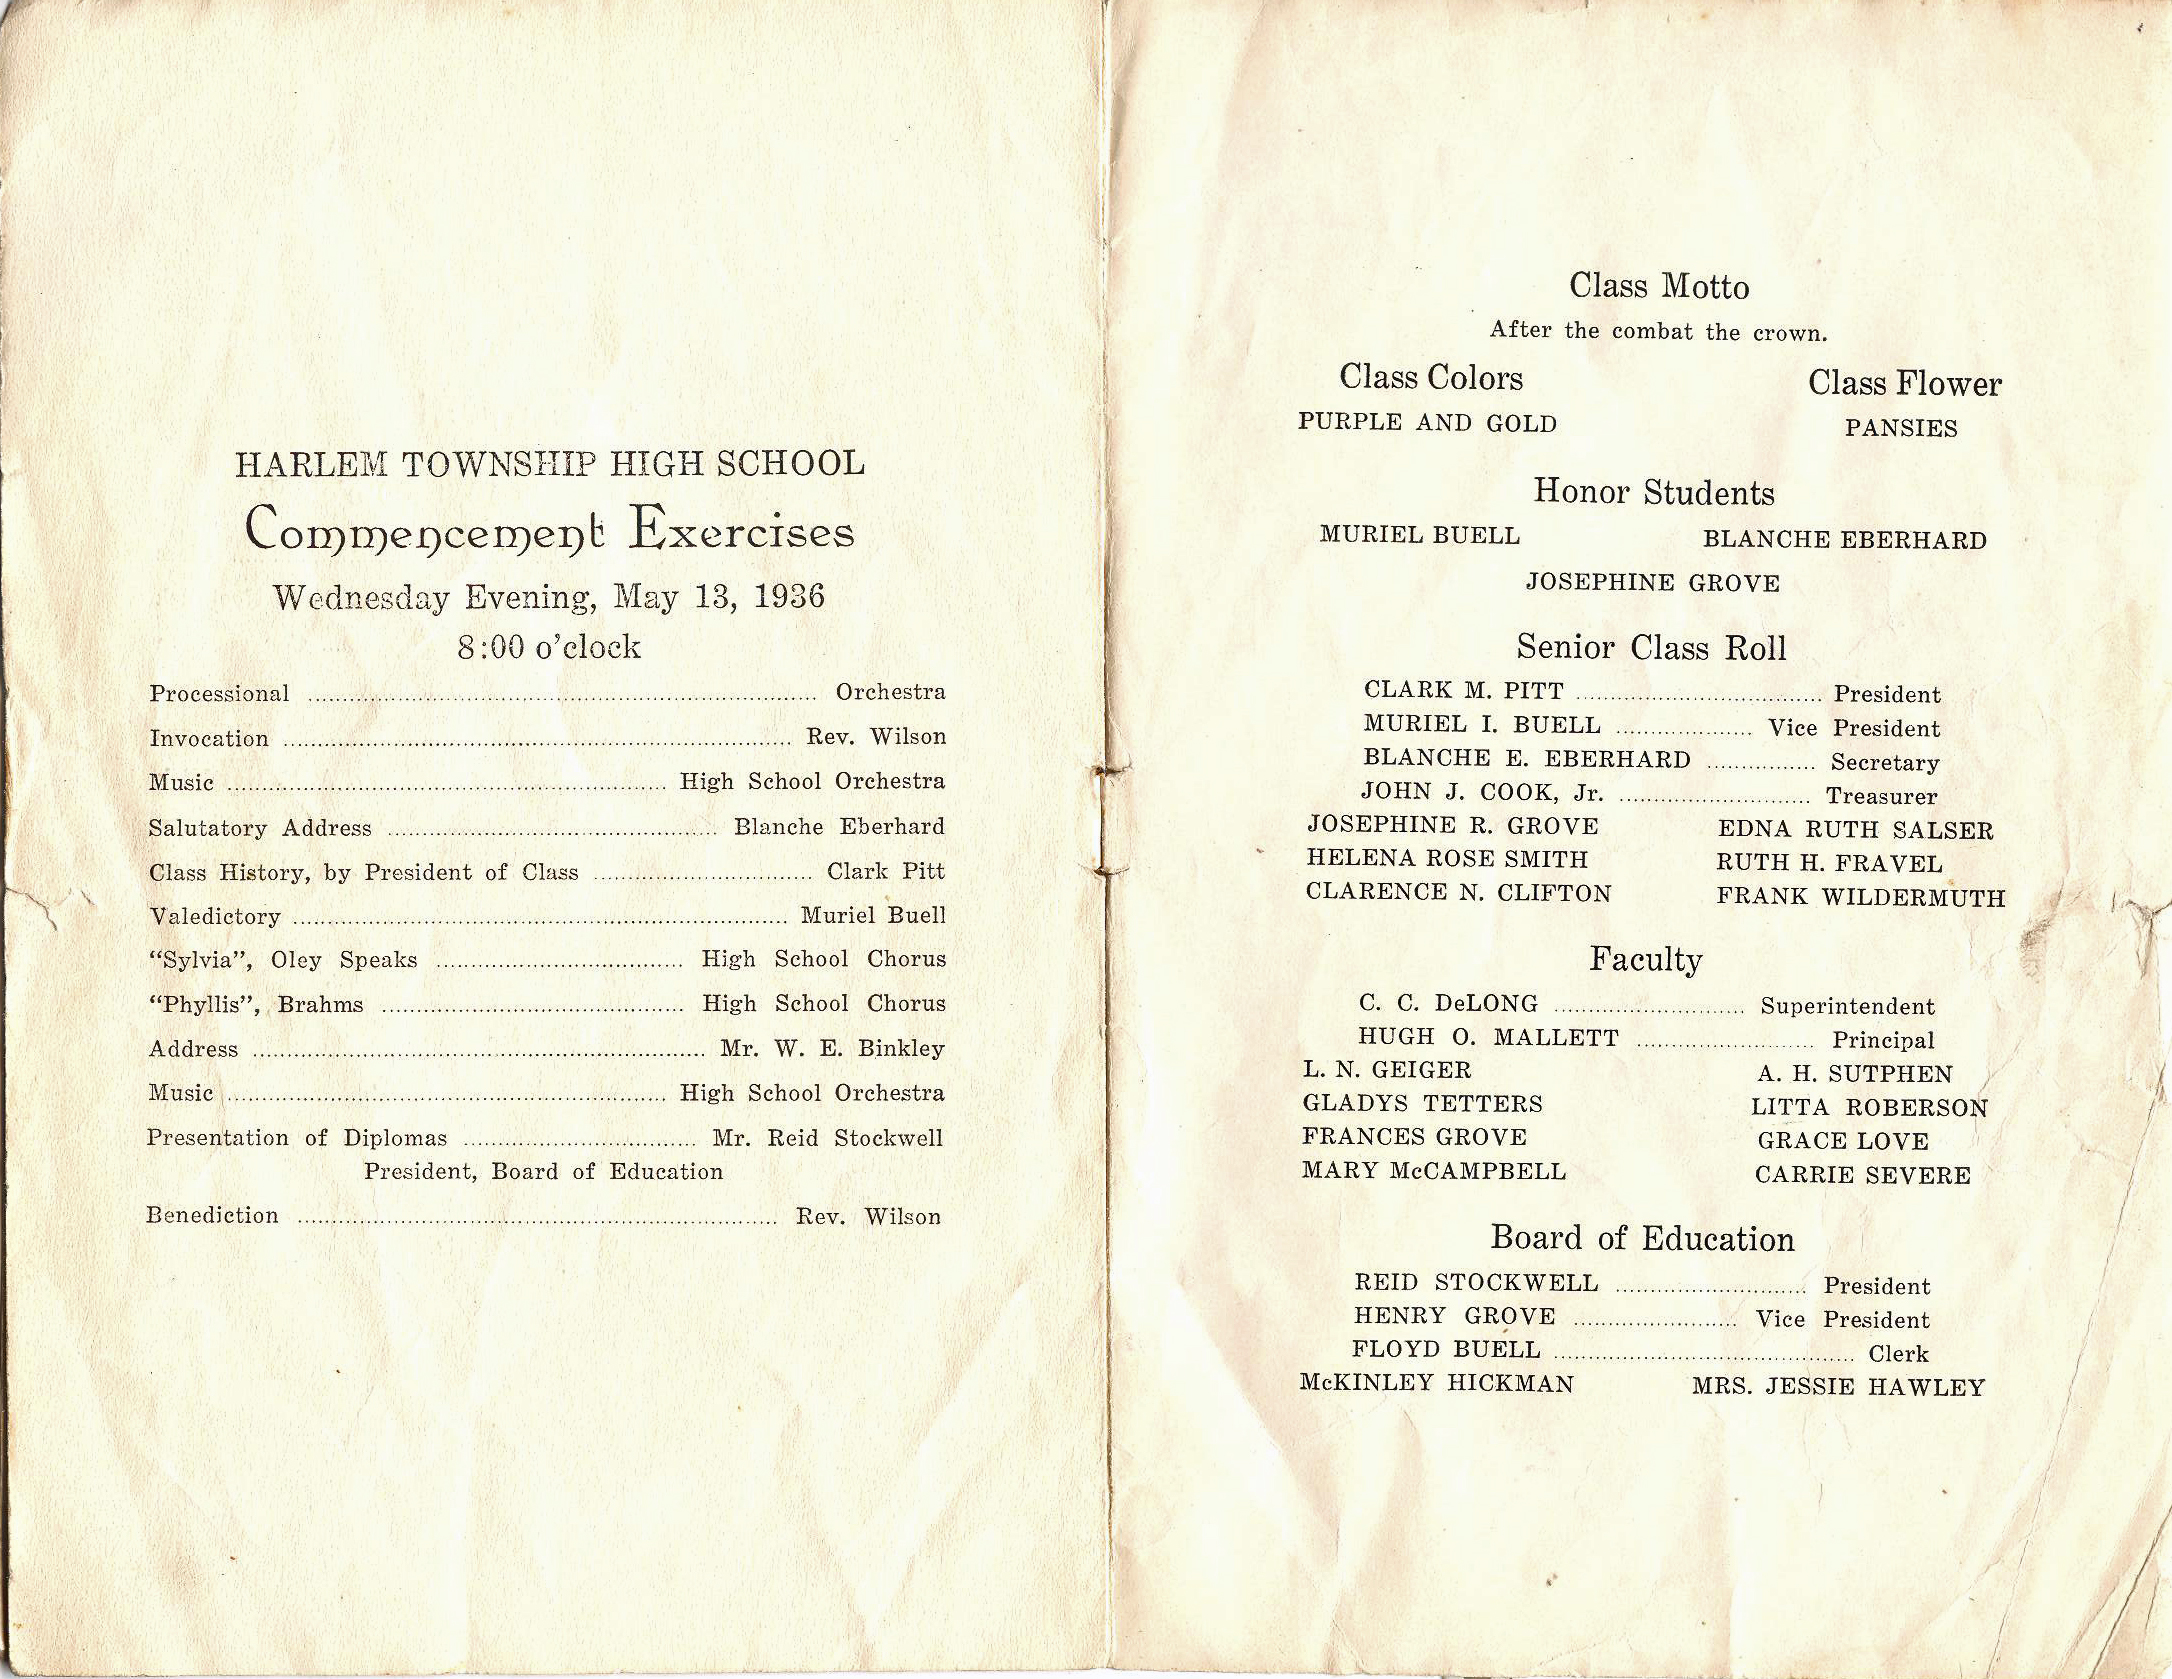 HARLEM TOWNSHIP HIGH SCHOOL
Commencement Exercises
Wednesday Evening, May 13, 1936
8:00 o'clock
Processional ........ Orchestra
Invocation ........ Rev. Wilson
Music ........ High School Orchestra
Salutatory Address ........ Blanche Eberhard
Class History, by President of Class ........ Clark Pitt
Valedictory ........ Muriel Buell
"Sylvia", Oley Speaks ........ High School Chorus
"Phyllis", Brahms ........ High School Chorus
Address ........ Mr. W. E. Binkley
Music ........ High School Orchestra
Presentation of Diplomas ........ Mr. Reid Stockwell
President, Board of Education
Benediction ........ Rev. Wilson
Class Motto
After the combat the crown.
Class Colors Class Flower
PURPLE AND GOLD PANSIES
Honor Students
MURIEL BUELL BLANCHE EBERHARD
JOSEPHINE GROVE
Senior Class Roll
CLARK M. PITT ........ President
MURIEL I. BUELL ........ Vice President
BLANCHE E. EBERHARD ........ Secretary
JOHN J. COOK, Jr. ........ Treasurer
JOSEPHINE R. GROVE EDNA RUTH SALSER
HELENA ROSE SMITH RUTH H. FRAVEL
CLARENCE N. CLIFTON FRANK WILDERMUTH
Faculty
C. C. DeLONG ........ Superintendent
HUGH O. MALLETT ........ Principal
L. N. GEIGER A. H. SUTPHEN
GLADYS TETTERS LITTA ROBERSON
FRANCES GROVE GRACE LOVE
MARY McCAMPBELL CARRIE SEVERE
Board of Education
REID STOCKWELL ........ President
HENRY GROVE ........ Vice President
FLOYD BUELL ........ Clerk
McKINLEY HICKMAN MRS. JESSIE HAWLEY